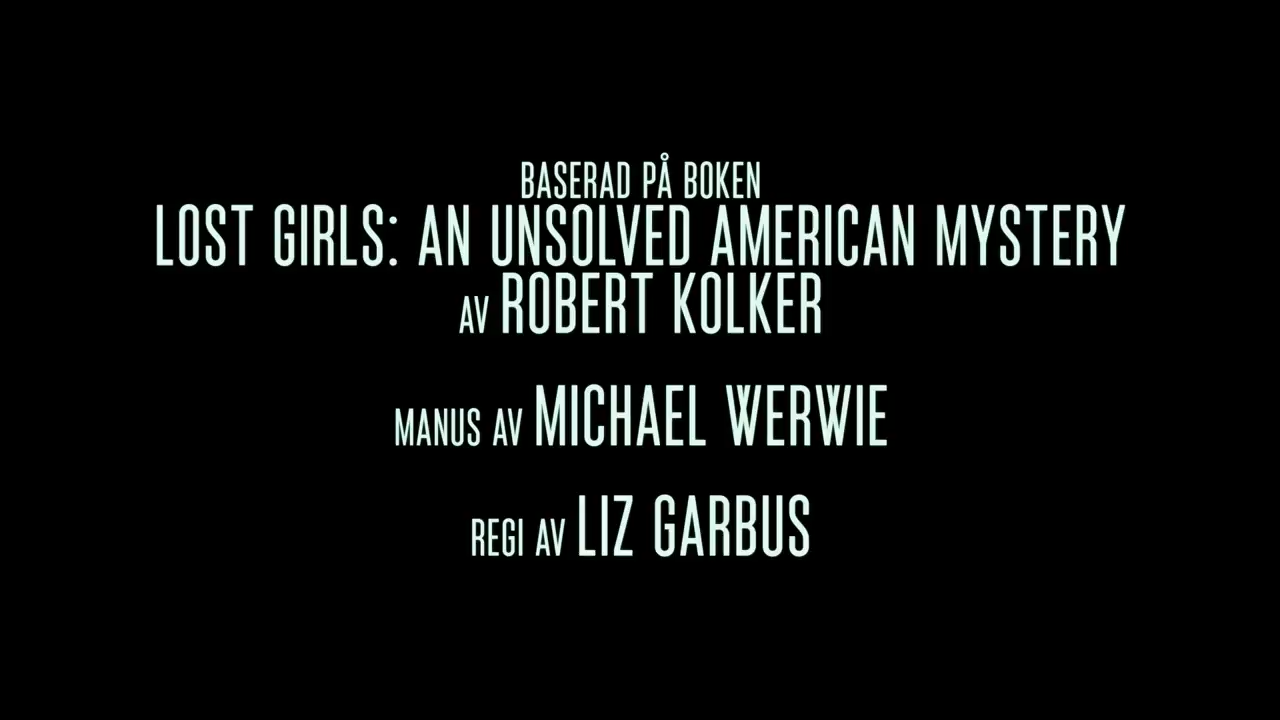 BASERAD PÅ BOKEN
LOST GIRLS: AN UNSOLVED AMERICAN MYSTERY
AV ROBERT KOLKER
MANUS AV MICHAEL WERWIE
REGI AV LIZ GARBUS